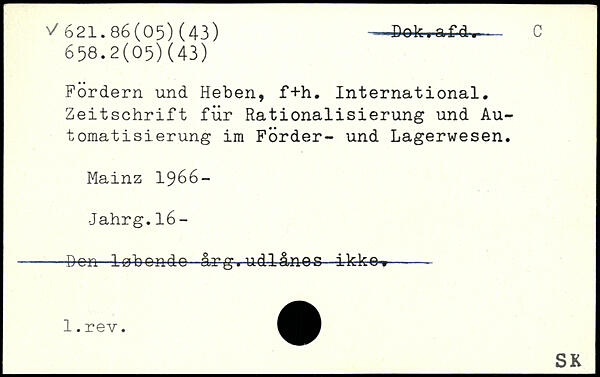 ✓ 621.86(05)(43) Dok.afd. C
658.2(05)(43)
Fördern und Heben, f+h. International.
Zeitschrift für Rationalisierung und Au-
tomatisierung im Förder- und Lagerwesen.
Mainz 1966-
Jahrg.16-
Den løbende årg.udlånes ikke.
1.rev.
SK